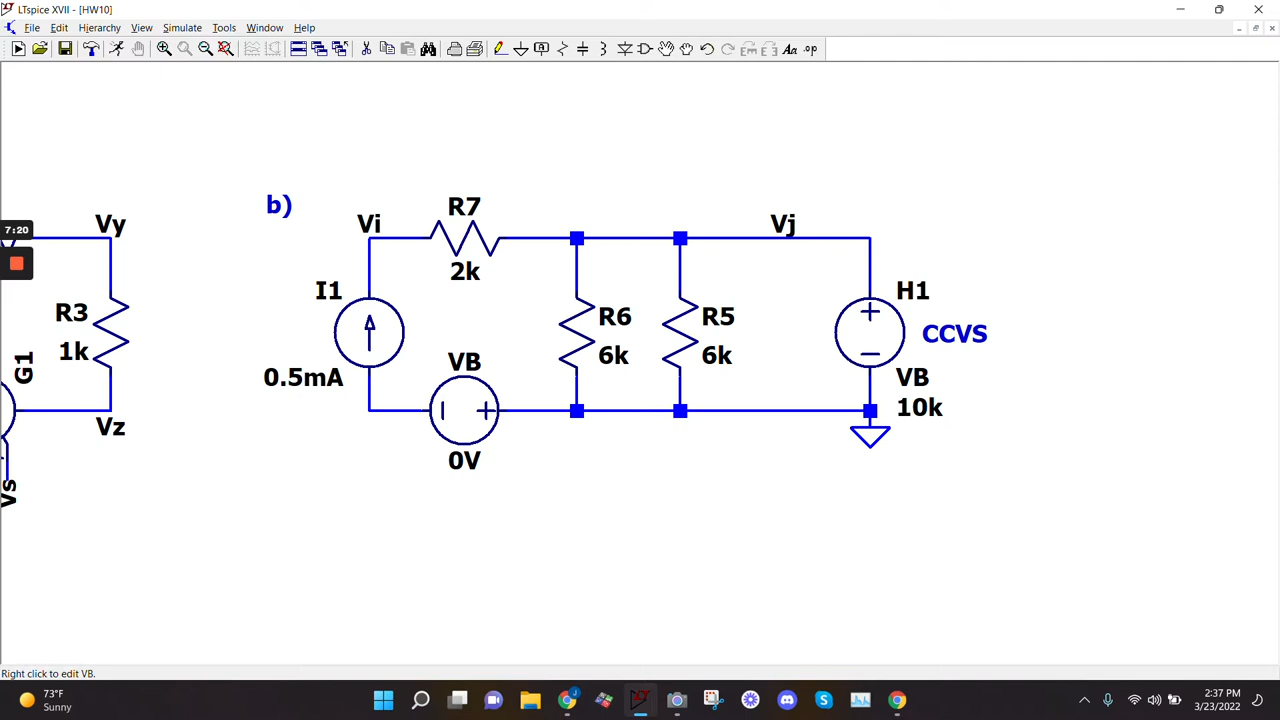 LTspice XVII - [HW10]
File Edit Hierarchy View Simulate Tools Window Help
b)
R7
Vy
Vi
Vj
7:20
2k
I1
H1
R3
R6
R5
CCVS
1k
6k
6k
G1
VB
0.5mA
VB
10k
Vz
0V
Vs
Right click to edit VB.
73°F
Sunny
2:37 PM
3/23/2022